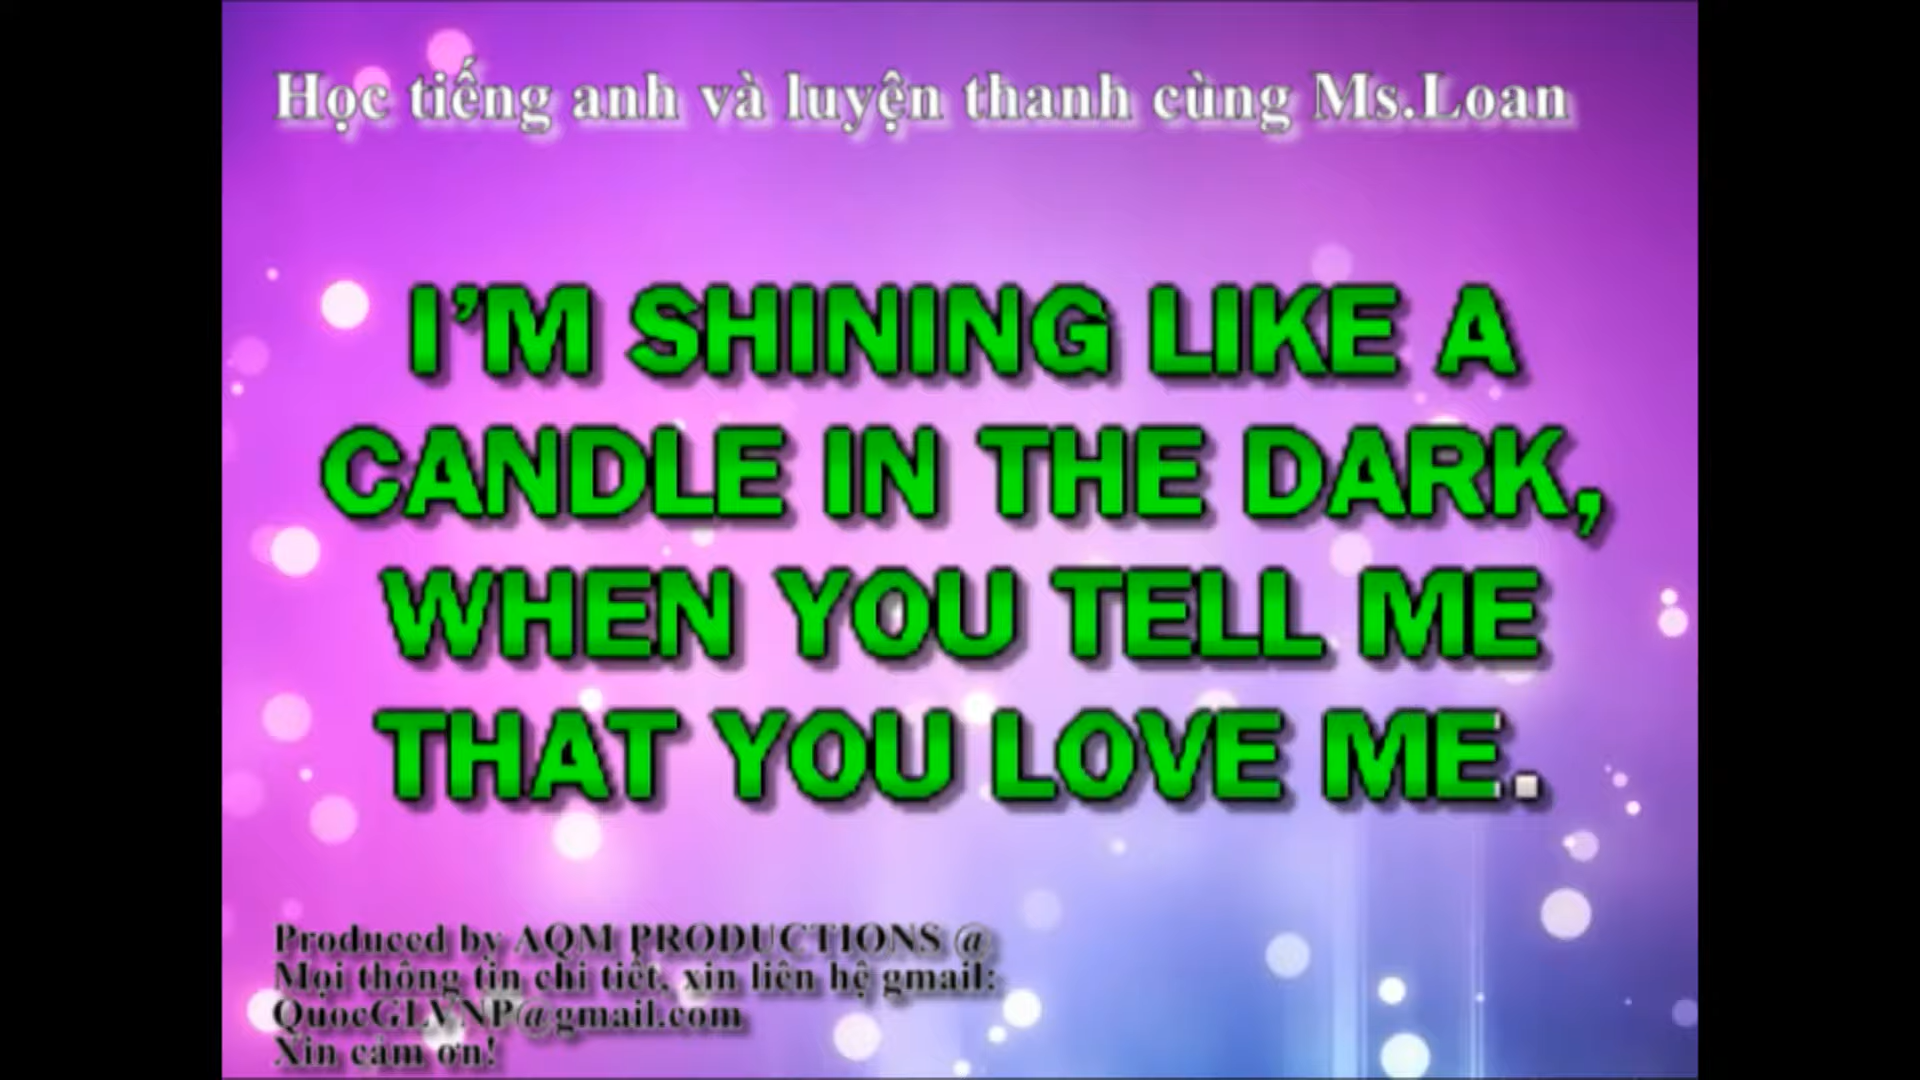 Học tiếng anh và luyện thanh cùng Ms.Loan
I'M SHINING LIKE A
CANDLE IN THE DARK,
WHEN YOU TELL ME
THAT YOU LOVE ME.
Produced by AQM PRODUCTIONS @
Mọi thông tin chi tiết, xin liên hệ gmail:
QuocGLVNP@gmail.com
Xin cảm ơn!